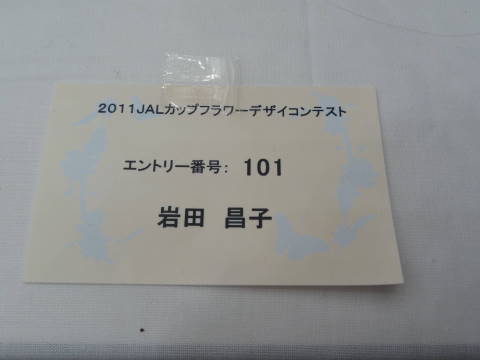 2011JALカップフラワーデザイコンテスト
エントリー番号: 101
岩田 昌子